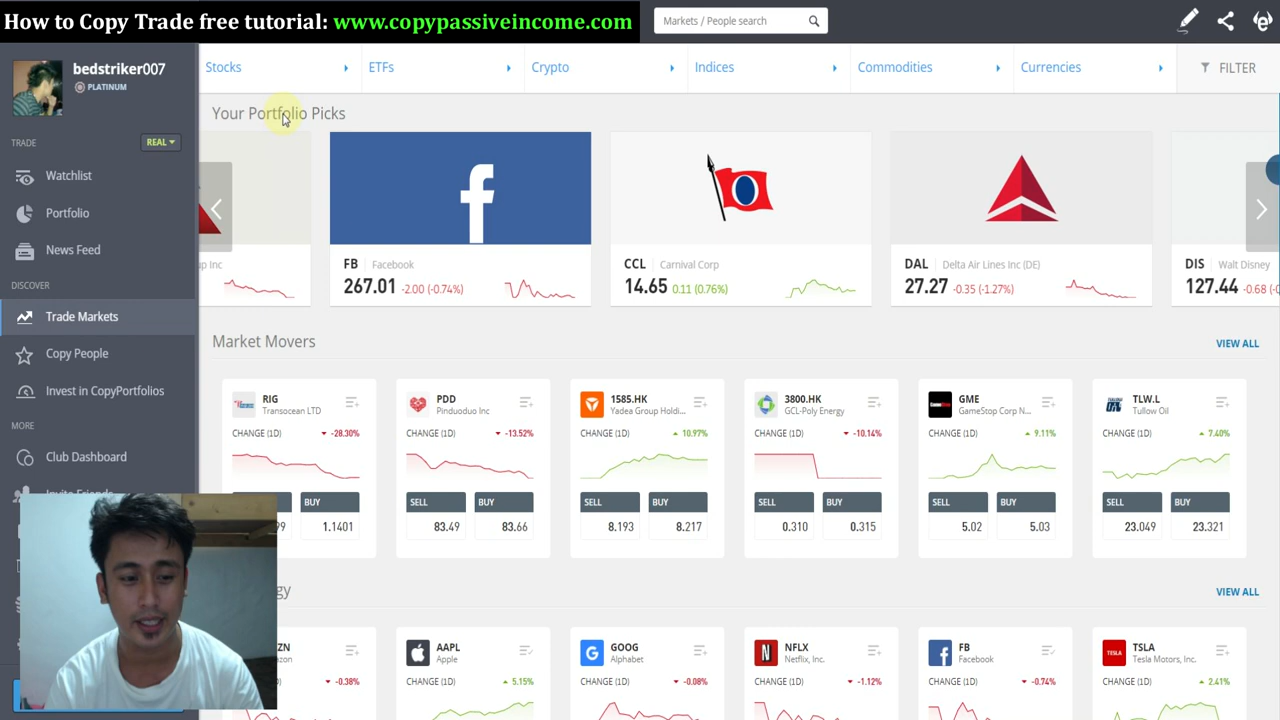 How to Copy Trade free tutorial: www.copypassiveincome.com
Markets / People search
bedstriker007
PLATINUM
TRADE
REAL
Watchlist
Portfolio
News Feed
DISCOVER
Trade Markets
Copy People
Invest in CopyPortfolios
MORE
Club Dashboard
Stocks
ETFs
Crypto
Indices
Commodities
Currencies
FILTER
Your Portfolio Picks
up Inc
FB Facebook
267.01 -2.00 (-0.74%)
CCL Carnival Corp
14.65 0.11 (0.76%)
DAL Delta Air Lines Inc (DE)
27.27 -0.35 (-1.27%)
DIS Walt Disney
127.44 -0.68
Market Movers
VIEW ALL
RIG
Transocean LTD
CHANGE (1D) -28.30%
BUY
1.1401
PDD
Pinduoduo Inc
CHANGE (1D) -13.52%
SELL BUY
83.49 83.66
1585.HK
Yadea Group Holdi...
CHANGE (1D) 10.97%
SELL BUY
8.193 8.217
3800.HK
GCL-Poly Energy
CHANGE (1D) -10.14%
SELL BUY
0.310 0.315
GME
GameStop Corp N...
CHANGE (1D) 9.11%
SELL BUY
5.02 5.03
TLW.L
Tullow Oil
CHANGE (1D) 7.40%
SELL BUY
23.049 23.321
VIEW ALL
-0.38%
AAPL
Apple
CHANGE (1D) 5.15%
GOOG
Alphabet
CHANGE (1D) -0.08%
NFLX
Netflix, Inc.
CHANGE (1D) -1.12%
FB
Facebook
CHANGE (1D) -0.74%
TSLA
Tesla Motors, Inc.
CHANGE (1D) 2.41%